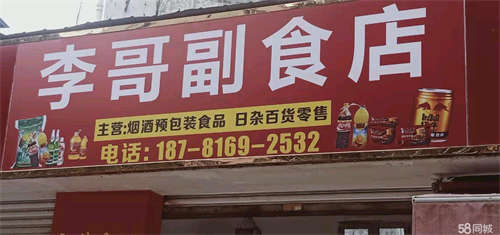 李哥副食店
主营:烟酒预包装食品 日杂百货零售
电话: 187-8169-2532
58同城